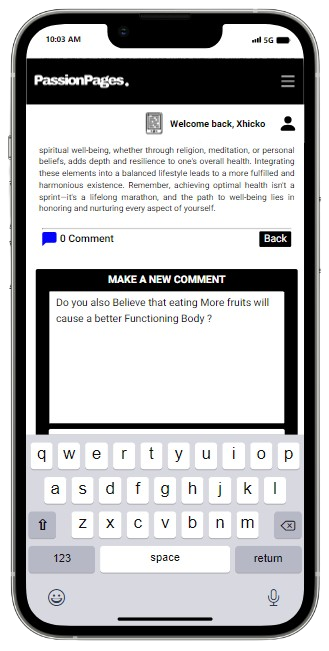 10:03 AM 5G
PassionPages.
Welcome back, Xhicko
spiritual well-being, whether through religion, meditation, or personal
beliefs, adds depth and resilience to one's overall health. Integrating
these elements into a balanced lifestyle leads to a more fulfilled and
harmonious existence. Remember, achieving optimal health isn't a
sprint—it's a lifelong marathon, and the path to well-being lies in
honoring and nurturing every aspect of yourself.
0 Comment Back
MAKE A NEW COMMENT
Do you also Believe that eating More fruits will
cause a better Functioning Body ?
q w e r t y u i o p
a s d f g h j k l
z x c v b n m
123 space return